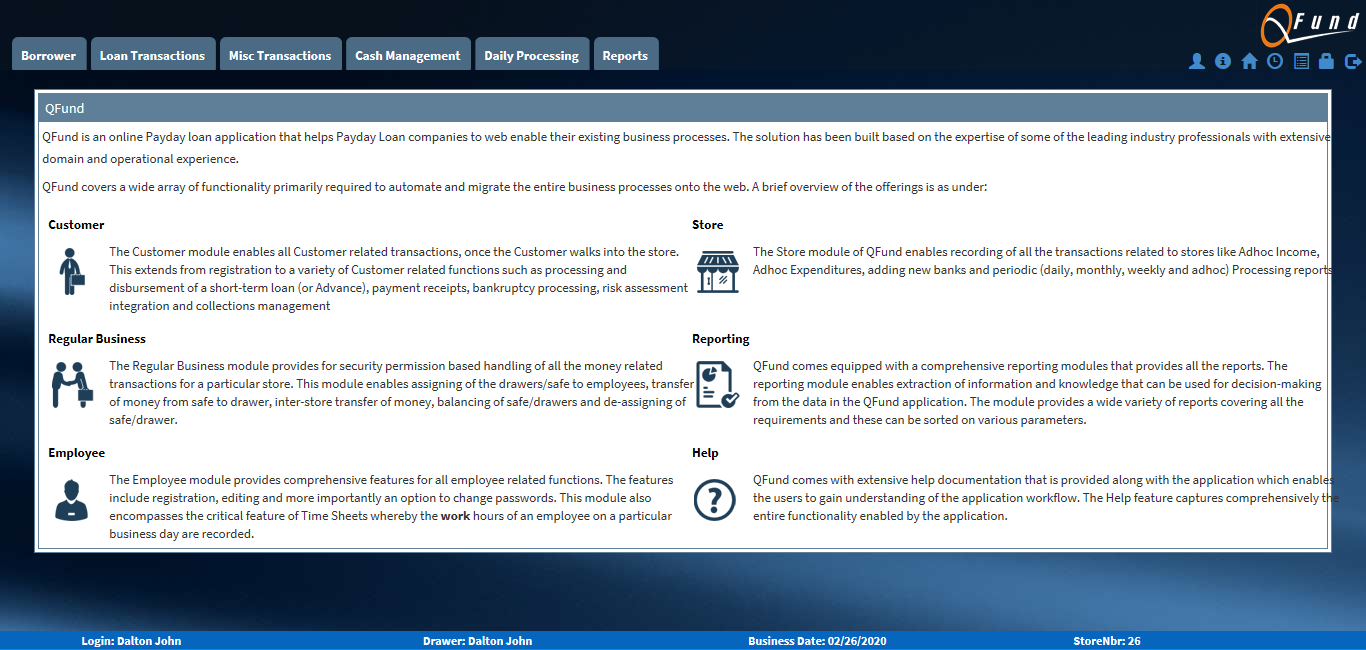 QFund
Borrower
Loan Transactions
Misc Transactions
Cash Management
Daily Processing
Reports
QFund
QFund is an online Payday loan application that helps Payday Loan companies to web enable their existing business processes. The solution has been built based on the expertise of some of the leading industry professionals with extensive
domain and operational experience.
QFund covers a wide array of functionality primarily required to automate and migrate the entire business processes onto the web. A brief overview of the offerings is as under:
Customer
The Customer module enables all Customer related transactions, once the Customer walks into the store.
This extends from registration to a variety of Customer related functions such as processing and
disbursement of a short-term loan (or Advance), payment receipts, bankruptcy processing, risk assessment
integration and collections management
Store
The Store module of QFund enables recording of all the transactions related to stores like Adhoc Income,
Adhoc Expenditures, adding new banks and periodic (daily, monthly, weekly and adhoc) Processing reports
Regular Business
The Regular Business module provides for security permission based handling of all the money related
transactions for a particular store. This module enables assigning of the drawers/safe to employees, transfer
of money from safe to drawer, inter-store transfer of money, balancing of safe/drawers and de-assigning of
safe/drawer.
Reporting
QFund comes equipped with a comprehensive reporting modules that provides all the reports. The
reporting module enables extraction of information and knowledge that can be used for decision-making
from the data in the QFund application. The module provides a wide variety of reports covering all the
requirements and these can be sorted on various parameters.
Employee
The Employee module provides comprehensive features for all employee related functions. The features
include registration, editing and more importantly an option to change passwords. This module also
encompasses the critical feature of Time Sheets whereby the work hours of an employee on a particular
business day are recorded.
Help
QFund comes with extensive help documentation that is provided along with the application which enables
the users to gain understanding of the application workflow. The Help feature captures comprehensively the
entire functionality enabled by the application.
Login: Dalton John
Drawer: Dalton John
Business Date: 02/26/2020
StoreNbr: 26